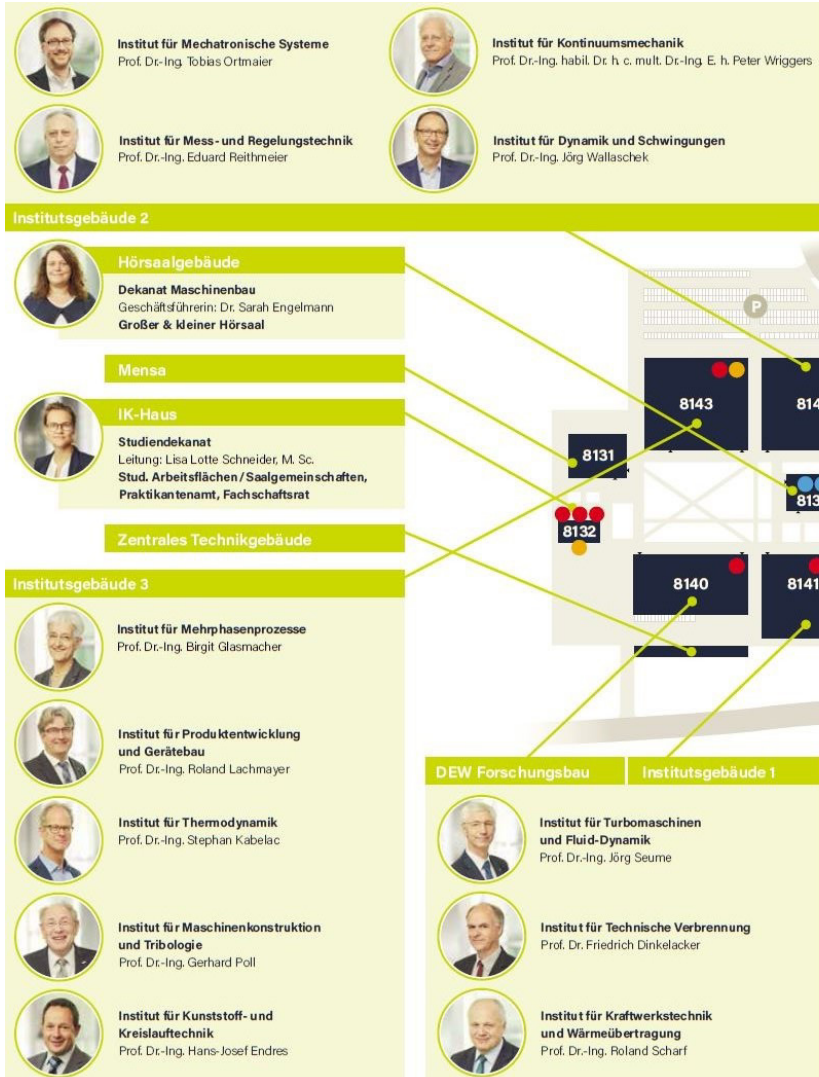 Institut für Mechatronische Systeme
Prof. Dr.-Ing. Tobias Ortmaier
Institut für Kontinuumsmechanik
Prof. Dr.-Ing. habil. Dr. h. c. mult. Dr.-Ing. E. h. Peter Wriggers
Institut für Mess- und Regelungstechnik
Prof. Dr.-Ing. Eduard Reithmeier
Institut für Dynamik und Schwingungen
Prof. Dr.-Ing. Jörg Wallaschek
Institutsgebäude 2
Hörsaalgebäude
Dekanat Maschinenbau
Geschäftsführerin: Dr. Sarah Engelmann
Großer & kleiner Hörsaal
Mensa
IK-Haus
Studiendekanat
Leitung: Lisa Lotte Schneider, M. Sc.
Stud. Arbeitsflächen / Saalgemeinschaften,
Praktikantenamt, Fachschaftsrat
Zentrales Technikgebäude
P
8143
814
8131
813
8132
8140
8141
Institutsgebäude 3
Institut für Mehrphasenprozesse
Prof. Dr.-Ing. Birgit Glasmacher
Institut für Produktentwicklung
und Gerätebau
Prof. Dr.-Ing. Roland Lachmayer
Institut für Thermodynamik
Prof. Dr.-Ing. Stephan Kabelac
Institut für Maschinenkonstruktion
und Tribologie
Prof. Dr.-Ing. Gerhard Poll
Institut für Kunststoff- und
Kreislauftechnik
Prof. Dr.-Ing. Hans-Josef Endres
DEW Forschungsbau
Institutsgebäude 1
Institut für Turbomaschinen
und Fluid-Dynamik
Prof. Dr.-Ing. Jörg Seume
Institut für Technische Verbrennung
Prof. Dr. Friedrich Dinkelacker
Institut für Kraftwerkstechnik
und Wärmeübertragung
Prof. Dr.-Ing. Roland Scharf